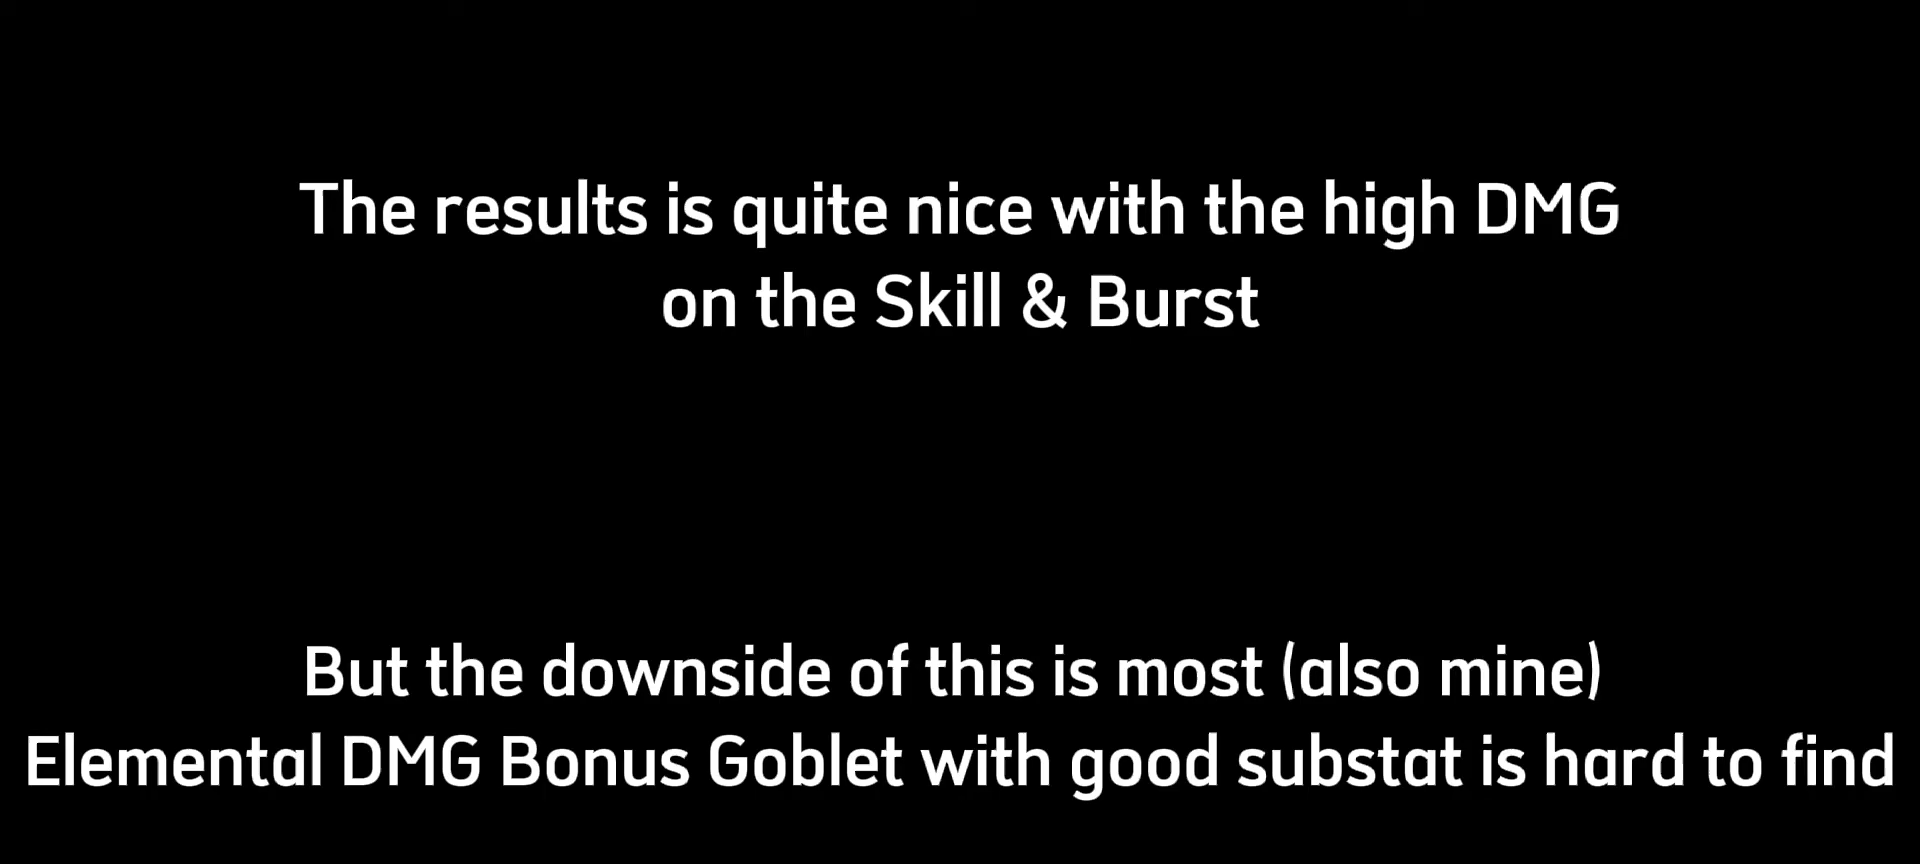 The results is quite nice with the high DMG
on the Skill & Burst
But the downside of this is most (also mine)
Elemental DMG Bonus Goblet with good substat is hard to find